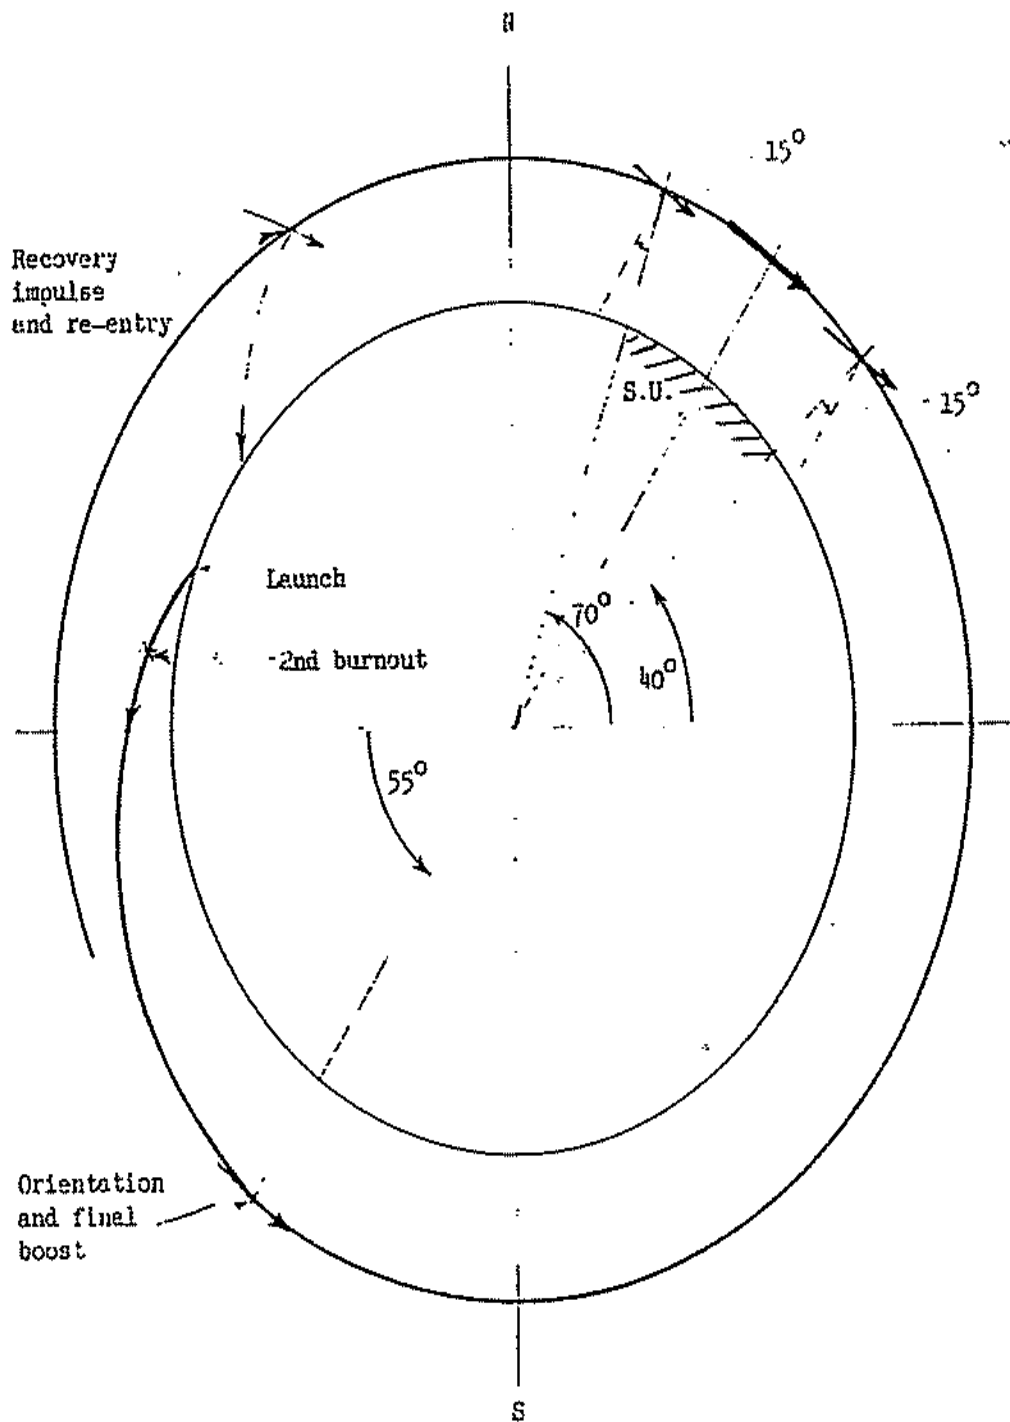 N
15°
Recovery
impulse
and re-entry
S.U.
- 15°
Launch
70°
-2nd burnout
40°
55°
Orientation
and final
boost
S